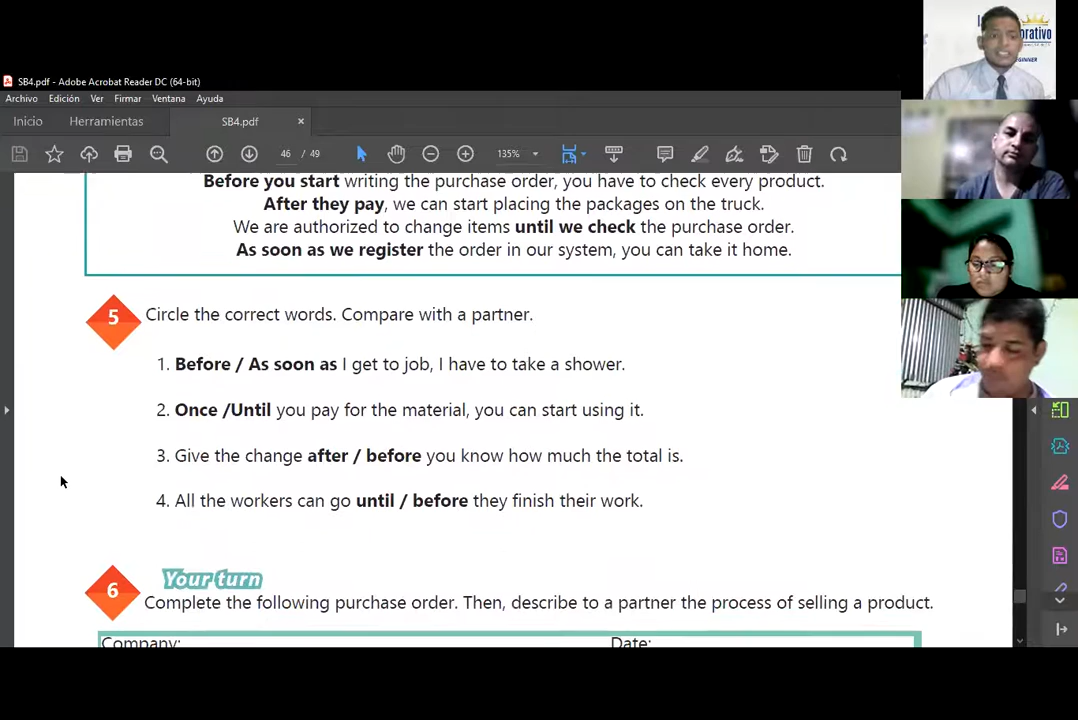 SB4.pdf - Adobe Acrobat Reader DC (64-bit)
Archivo Edición Ver Firmar Ventana Ayuda
Inicio Herramientas SB4.pdf ×
46 / 49 135%
Before you start writing the purchase order, you have to check every product.
After they pay, we can start placing the packages on the truck.
We are authorized to change items until we check the purchase order.
As soon as we register the order in our system, you can take it home.
5 Circle the correct words. Compare with a partner.
1. Before / As soon as I get to job, I have to take a shower.
2. Once /Until you pay for the material, you can start using it.
3. Give the change after / before you know how much the total is.
4. All the workers can go until / before they finish their work.
Your turn
6 Complete the following purchase order. Then, describe to a partner the process of selling a product.
Company: Date: